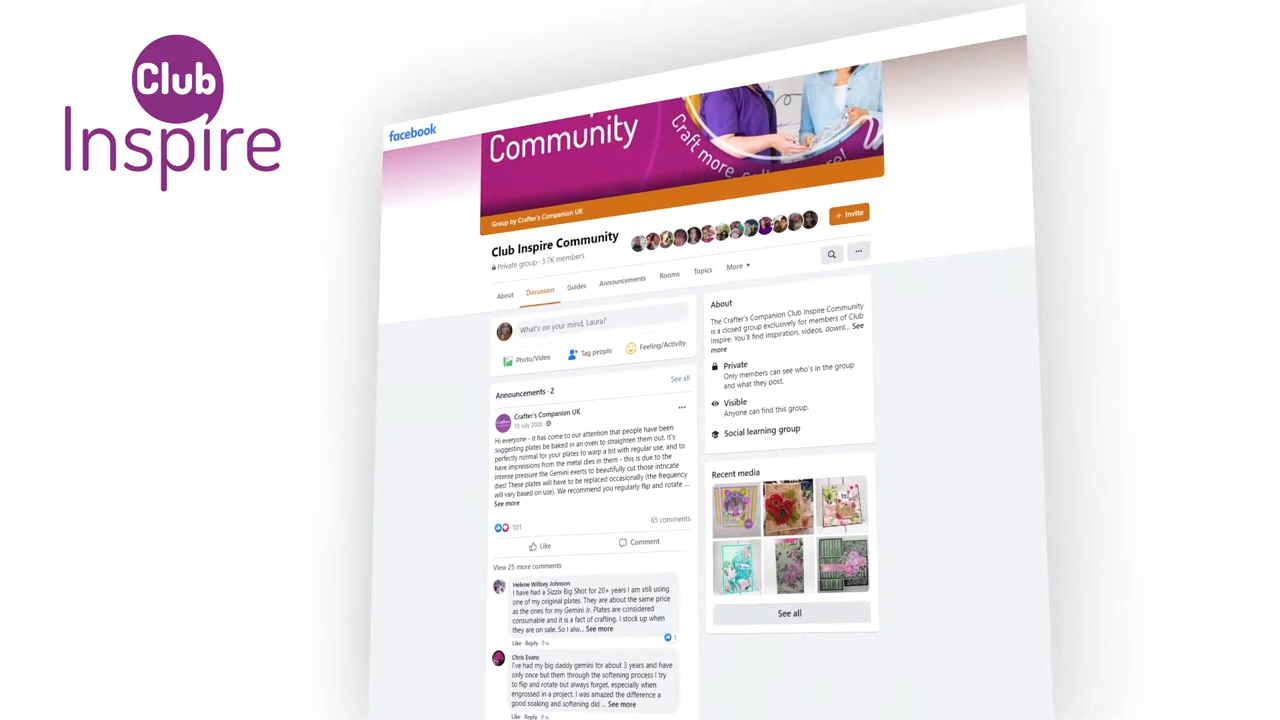 Club
Inspire
facebook
Community
Craft more,
Group by Crafter's Companion UK
Club Inspire Community
Private group · 3.7K members
+ Invite
About
Discussion
Guides
Announcements
Rooms
Topics
More
What's on your mind, Laura?
Photo/Video
Tag people
Feeling/Activity
Announcements · 2
See all
Crafter's Companion UK
15 July 2020
Hi everyone - it has come to our attention that people have been
suggesting plates be baked in an oven to straighten them out. It's
perfectly normal for your plates to warp a bit with regular use, and to
have impressions from the metal dies in them - this is due to the
intense pressure the Gemini exerts to beautifully cut those intricate
dies! These plates will have to be replaced occasionally (the frequency
will vary based on use). We recommend you regularly flip and rotate ...
See more
101
65 comments
Like
Comment
View 25 more comments
Helene Willsey Johnson
I have had a Sizzix Big Shot for 20+ years I am still using
one of my original plates. They are about the same price
as the ones for my Gemini Jr. Plates are considered
consumable and it is a fact of crafting. I stock up when
they are on sale. So I alw... See more
1
Like · Reply · 9 w
Chris Evans
I've had my big daddy gemini for about 3 years and have
only once but them through the softening process I try
to flip and rotate but always forget, especially when
engrossed in a project. I was amazed the difference a
good soaking and softening did ... See more
Like · Reply · 9 w
About
The Crafter's Companion Club Inspire Community
is a closed group exclusively for members of Club
Inspire. You'll find inspiration, videos, downl... See
more
Private
Only members can see who's in the group
and what they post.
Visible
Anyone can find this group.
Social learning group
Recent media
See all